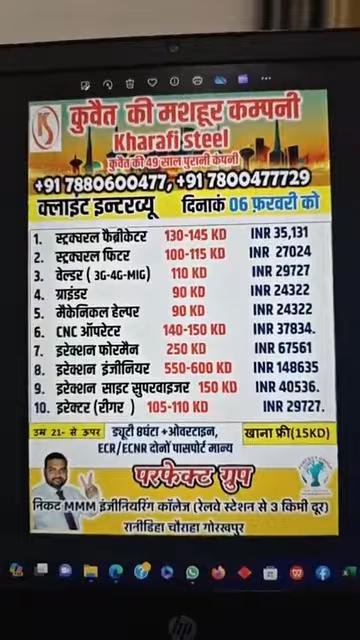 KS
कुवैत की मशहूर कम्पनी
Kharafi steel
कुवैत की 49 साल पुरानी कंपनी
+91 7880600477, +91 7800477729
क्लाइंट इन्टरव्यू दिनाकं 06 फ़रवरी को
1. स्ट्रक्चरल फैब्रीकेटर 130-145 KD INR 35,131
2. स्ट्रक्चरल फिटर 100-115 KD INR 27024
3. वेल्डर ( 3G-4G-MIG) 110 KD INR 29727
4. ग्राइंडर 90 KD INR 24322
5. मैकेनिकल हेल्पर 90 KD INR 24322
6. CNC ऑपरेटर 140-150 KD INR 37834.
7. इरेक्शन फोरमैन 250 KD INR 67561
8. इरेक्शन इंजीनियर 550-600 KD INR 148635
9. इरेक्शन साइट सुपरवाइजर 150 KD INR 40536.
10. इरेक्टर (रीगर ) 105-110 KD INR 29727.
उम्र 21- से ऊपर ड्यूटी 8घंटा +ओवरटाइन, खाना फ्री(15KD)
ECR/ECNR दोनों पासपोर्ट मान्य
परफेक्ट ग्रुप
निकट MMM इंजीनियरिंग कॉलेज (रेलवे स्टेशन से 3 किमी दूर)
रानीडिहा चौराहा गोरखपुर
hp